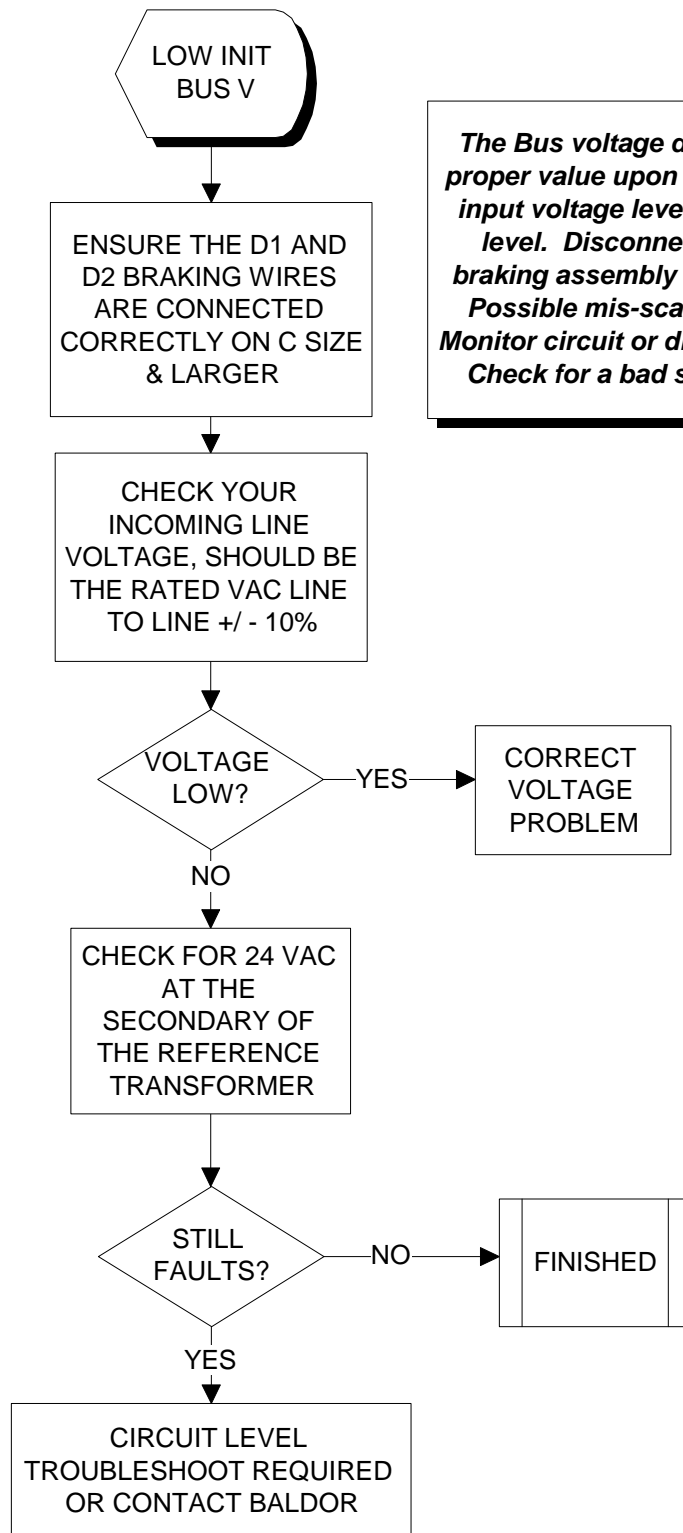 LOW INIT
BUS V
The Bus voltage
proper value upon
input voltage
level. Disconne
braking assembly
Possible
Monitor circuit or
Check for a bad
ENSURE THE D1 AND
D2 BRAKING WIRES
ARE CONNECTED
CORRECTLY ON C SIZE
& LARGER
CHECK YOUR
INCOMING LINE
VOLTAGE, SHOULD BE
THE RATED VAC LINE
TO LINE +/ - 10%
VOLTAGE
LOW?
YES
CORRECT
VOLTAGE
PROBLEM
NO
CHECK FOR 24 VAC
AT THE
SECONDARY OF
THE REFERENCE
TRANSFORMER
STILL
FAULTS?
NO
FINISHED
YES
CIRCUIT LEVEL
TROUBLESHOOT REQUIRED
OR CONTACT BALDOR